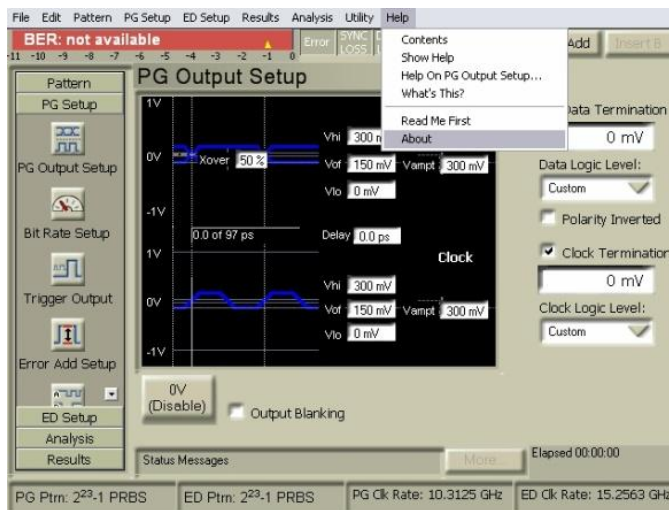 File Edit Pattern PG Setup ED Setup Results Analysis Utility Help
BER: not available
-11 -10 -9 -8 -7 -6 -5 -4 -3 -2 -1 0
Error SYNC LOSS
Add Insert B
Contents
Show Help
Help On PG Output Setup...
What's This?
Read Me First
About
Pattern
PG Setup
PG Output Setup
Bit Rate Setup
Trigger Output
Error Add Setup
ED Setup
Analysis
Results
PG Output Setup
1V
0V
-1V
Xover 50 %
Vhi 300 m
Vof 150 mV Vampt 300 mV
Vlo 0 mV
0.0 of 97 ps Delay 0.0 ps
Clock
1V
0V
-1V
Vhi 300 mV
Vof 150 mV Vampt 300 mV
Vlo 0 mV
Data Termination
0 mV
Data Logic Level:
Custom
Polarity Inverted
Clock Termination
0 mV
Clock Logic Level:
Custom
0V
(Disable)
Output Blanking
Status Messages More... Elapsed 00:00:00
PG Ptrn: 2²³-1 PRBS ED Ptrn: 2²³-1 PRBS PG Clk Rate: 10.3125 GHz ED Clk Rate: 15.2563 GHz